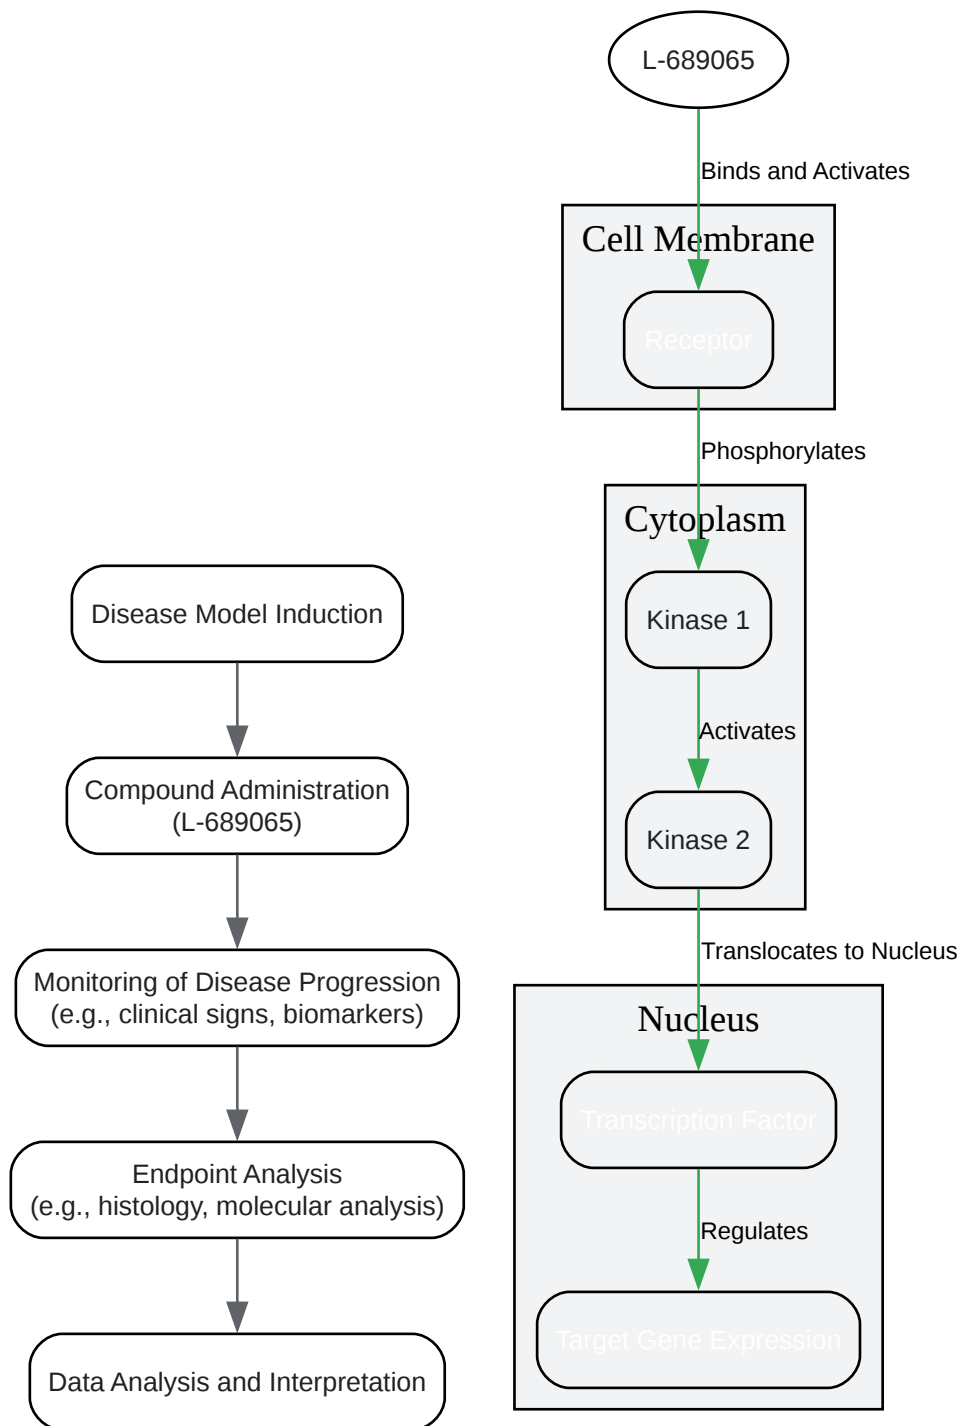 L-689065
Binds and Activates
Cell Membrane
Receptor
Phosphorylates
Cytoplasm
Kinase 1
Activates
Kinase 2
Translocates to Nucleus
Nucleus
Transcription Factor
Regulates
Target Gene Expression
Disease Model Induction
Compound Administration
(L-689065)
Monitoring of Disease Progression
(e.g., clinical signs, biomarkers)
Endpoint Analysis
(e.g., histology, molecular analysis)
Data Analysis and Interpretation